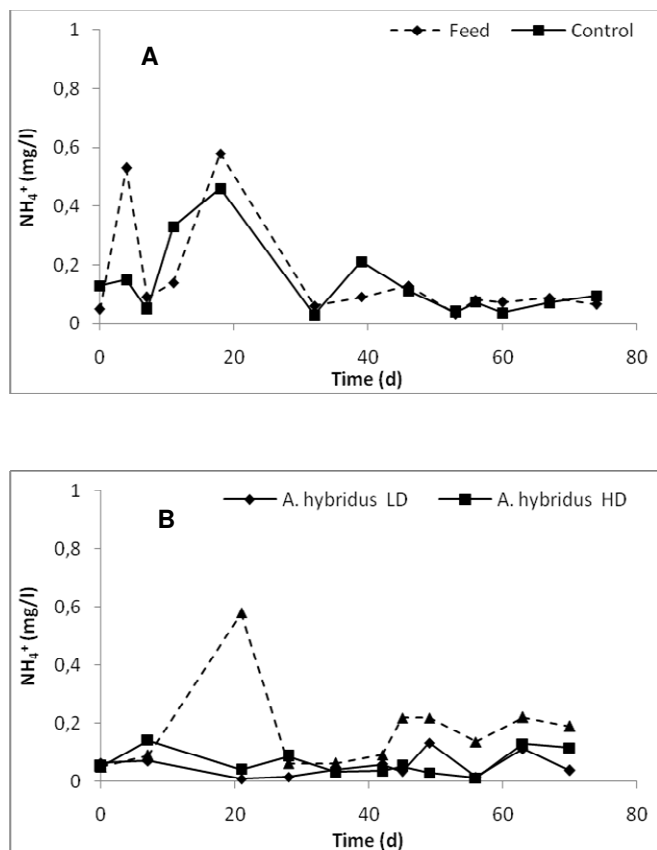 A
Feed Control
1
0,8
0,6
0,4
0,2
0
NH₄⁺ (mg/l)
0 20 40 60 80
Time (d)
B
A. hybridus LD A. hybridus HD
1
0,8
0,6
0,4
0,2
0
NH₄⁺ (mg/l)
0 20 40 60 80
Time (d)